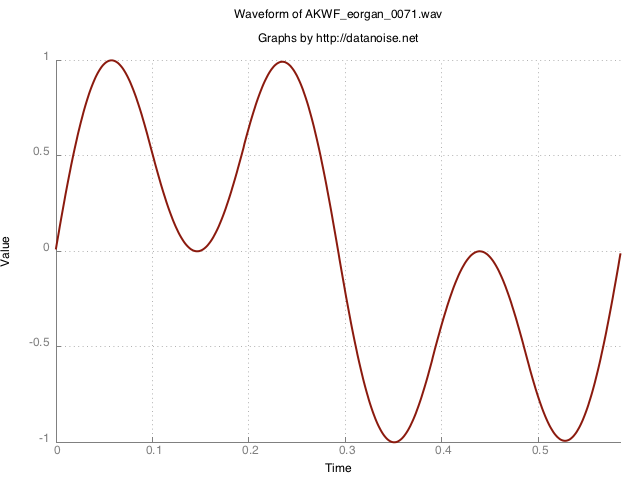 Waveform of AKWF_eorgan_0071.wav
Graphs by http://datanoise.net
1
0.5
0
-0.5
-1
Value
0 0.1 0.2 0.3 0.4 0.5
Time